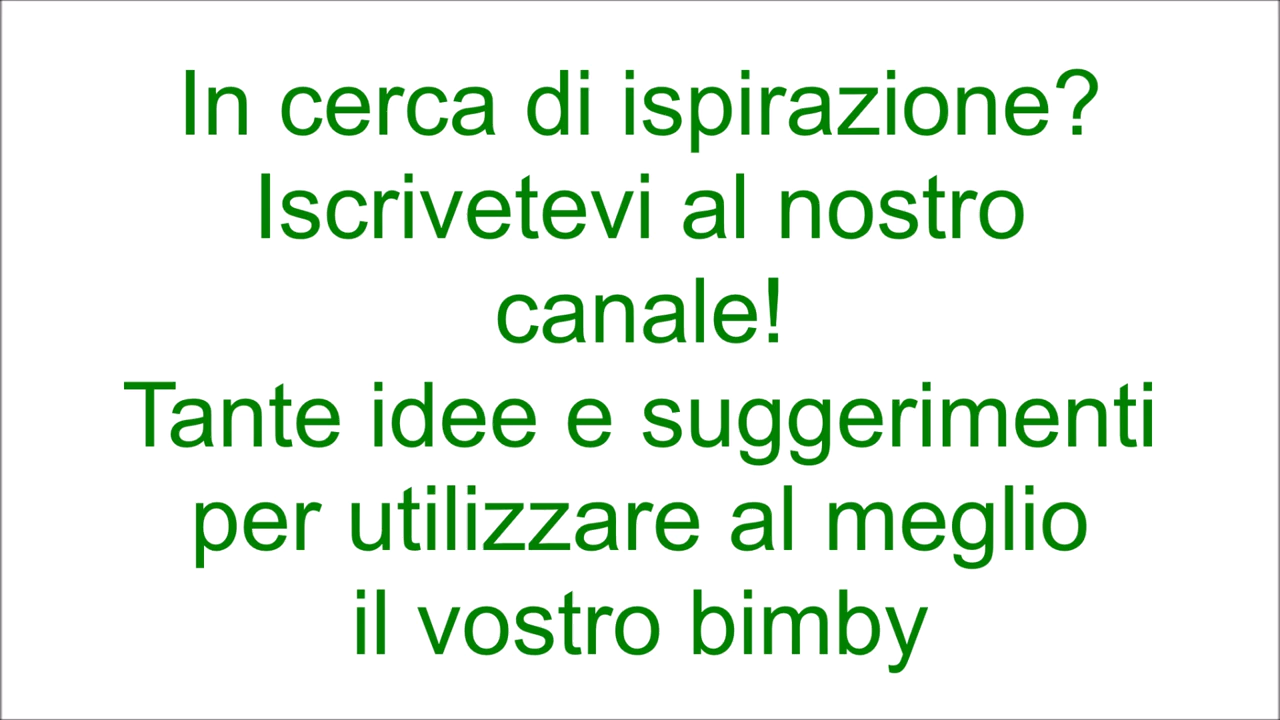 In cerca di ispirazione?
Iscrivetevi al nostro
canale!
Tante idee e suggerimenti
per utilizzare al meglio
il vostro bimby